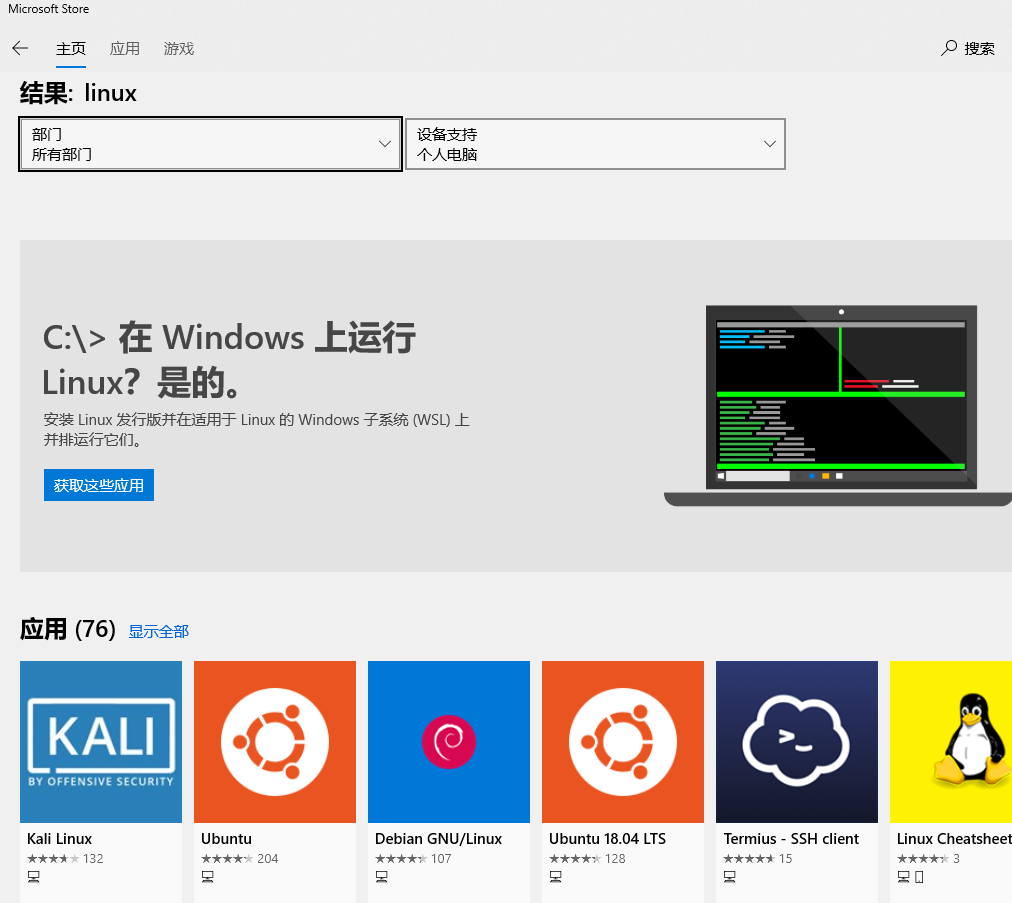 Microsoft Store
主页 应用 游戏 搜索
结果: linux
部门
所有部门
设备支持
个人电脑
C:\> 在 Windows 上运行
Linux? 是的。
安装 Linux 发行版并在适用于 Linux 的 Windows 子系统 (WSL) 上
并排运行它们。
获取这些应用
应用 (76) 显示全部
KALI
BY OFFENSIVE SECURITY
>_
Kali Linux
132
Ubuntu
204
Debian GNU/Linux
107
Ubuntu 18.04 LTS
128
Termius - SSH client
15
Linux Cheatsheet
3